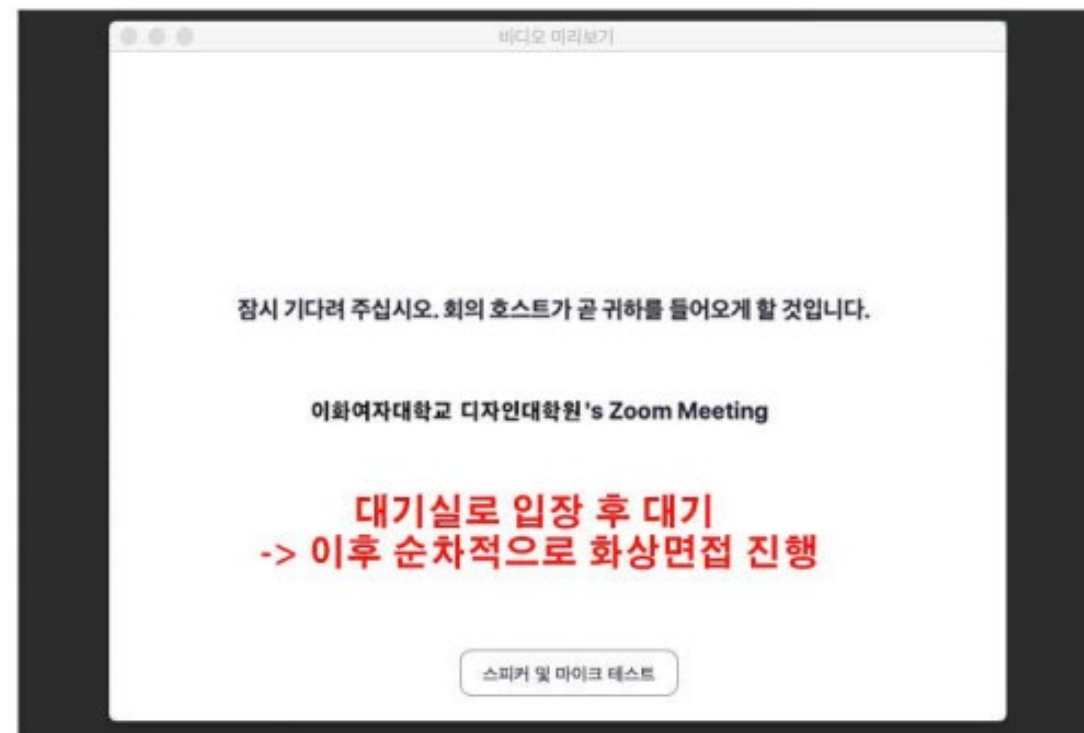 비디오 미리보기
잠시 기다려 주십시오. 회의 호스트가 곧 귀하를 들어오게 할 것입니다.
이화여자대학교 디자인대학원's Zoom Meeting
대기실로 입장 후 대기
-> 이후 순차적으로 화상면접 진행
스피커 및 마이크 테스트